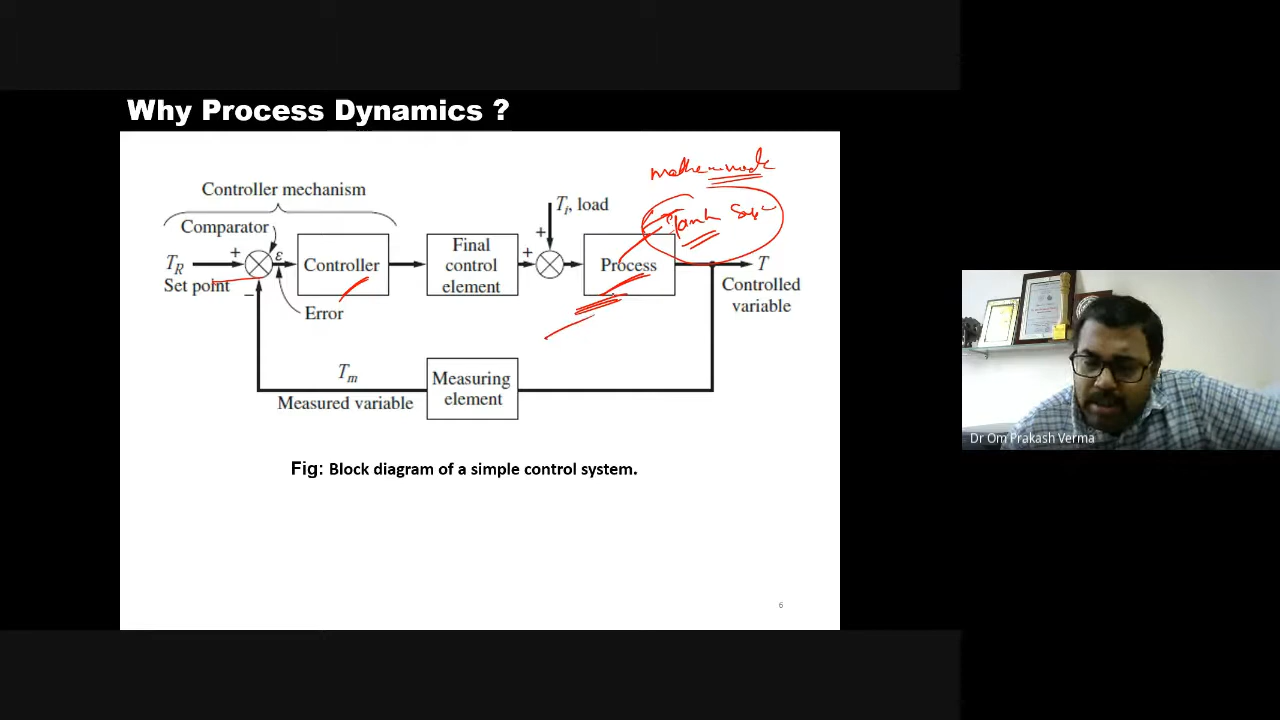 Why Process Dynamics ?
Controller mechanism
Comparator
T_R
Set point
+
−
ε
Error
Controller
Final
control
element
T_i, load
+
+
Process
T
Controlled
variable
T_m
Measured variable
Measuring
element
Fig: Block diagram of a simple control system.
6
Dr Om Prakash Verma